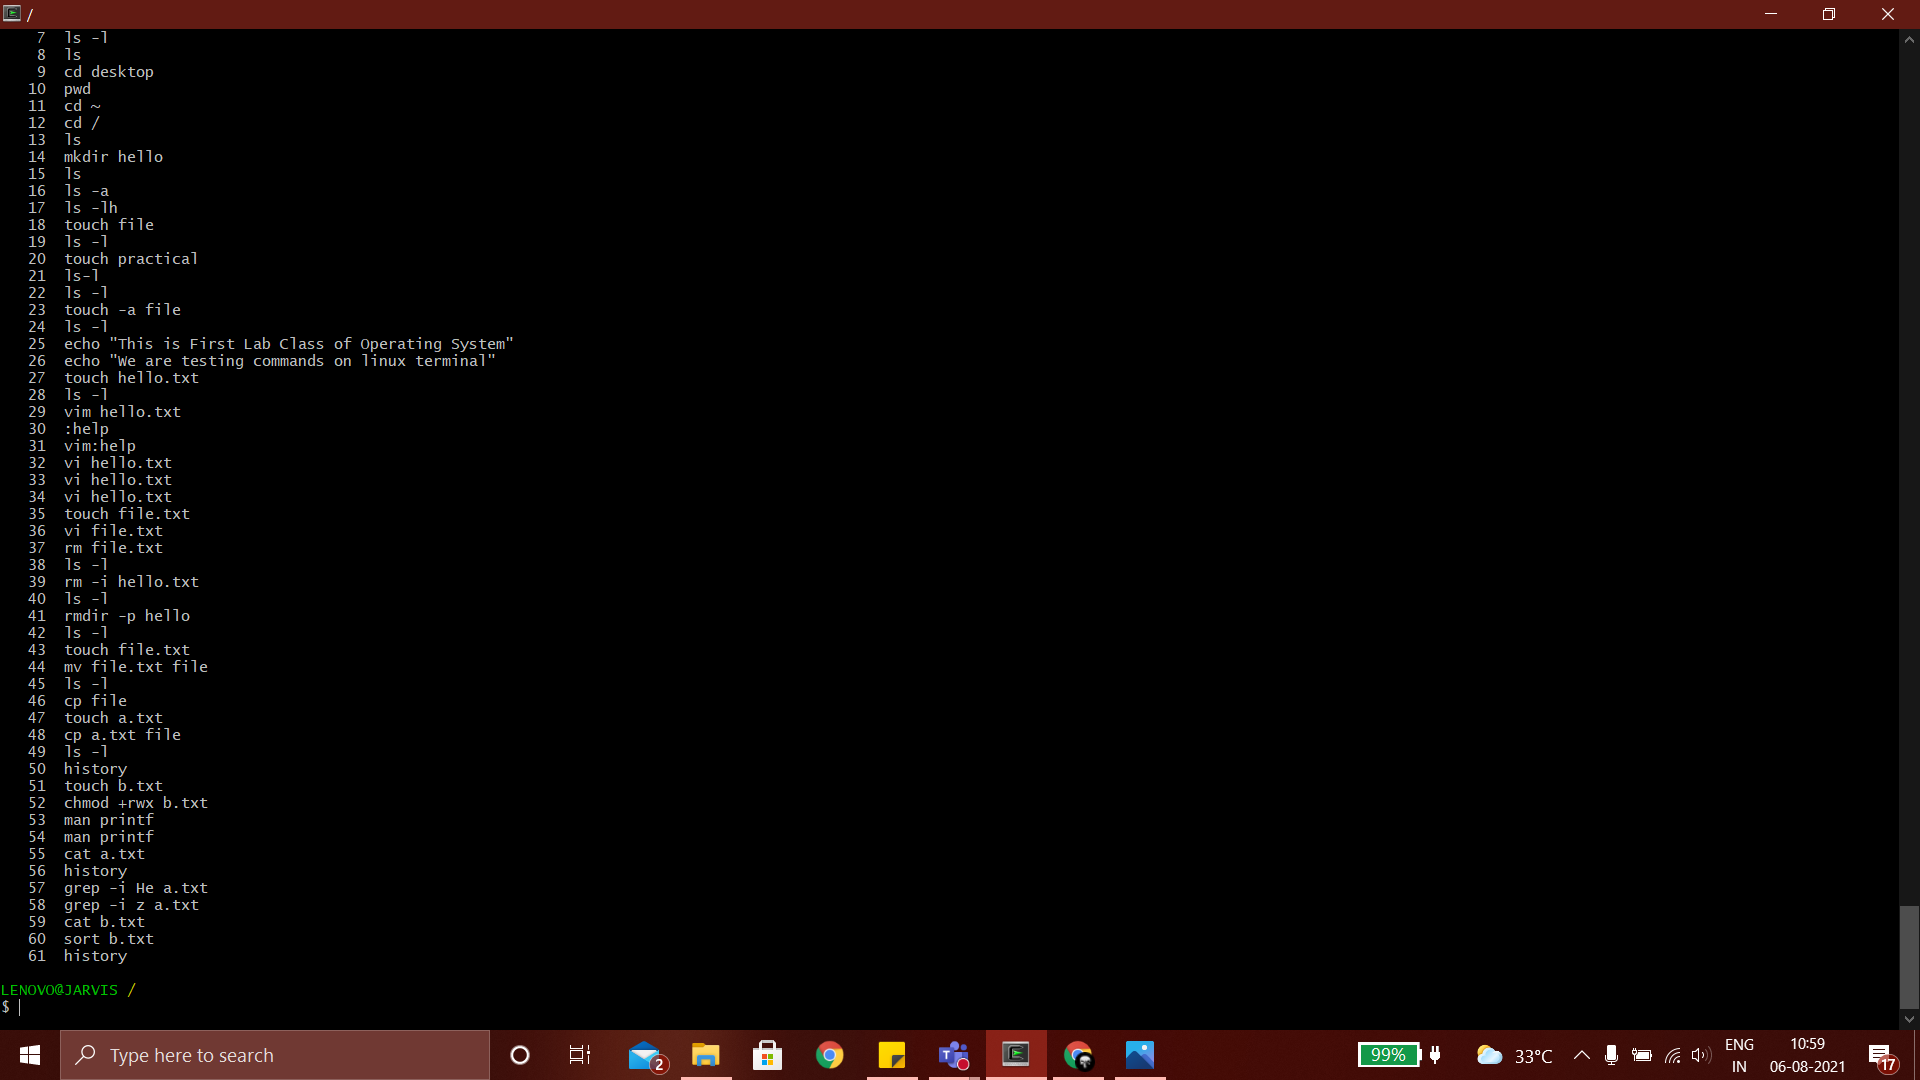 /
7 ls -l
8 ls
9 cd desktop
10 pwd
11 cd ~
12 cd /
13 ls
14 mkdir hello
15 ls
16 ls -a
17 ls -lh
18 touch file
19 ls -l
20 touch practical
21 ls-l
22 ls -l
23 touch -a file
24 ls -l
25 echo "This is First Lab Class of Operating System"
26 echo "We are testing commands on linux terminal"
27 touch hello.txt
28 ls -l
29 vim hello.txt
30 :help
31 vim:help
32 vi hello.txt
33 vi hello.txt
34 vi hello.txt
35 touch file.txt
36 vi file.txt
37 rm file.txt
38 ls -l
39 rm -i hello.txt
40 ls -l
41 rmdir -p hello
42 ls -l
43 touch file.txt
44 mv file.txt file
45 ls -l
46 cp file
47 touch a.txt
48 cp a.txt file
49 ls -l
50 history
51 touch b.txt
52 chmod +rwx b.txt
53 man printf
54 man printf
55 cat a.txt
56 history
57 grep -i He a.txt
58 grep -i z a.txt
59 cat b.txt
60 sort b.txt
61 history
LENOVO@JARVIS /
$
Type here to search
2
99%
33°C
ENG
IN
10:59
06-08-2021
17